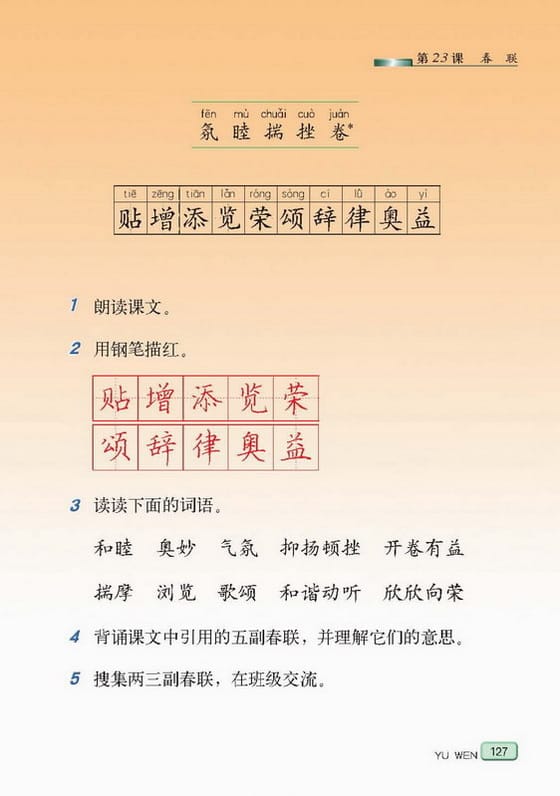 第23课 春 联
fēn mù chuǎi cuò juàn
氛 睦 揣 挫 卷*
tiē zēng tiān lǎn róng sòng cí lǜ ào yì
贴 增 添 览 荣 颂 辞 律 奥 益
1 朗读课文。
2 用钢笔描红。
贴 增 添 览 荣
颂 辞 律 奥 益
3 读读下面的词语。
和睦 奥妙 气氛 抑扬顿挫 开卷有益
揣摩 浏览 歌颂 和谐动听 欣欣向荣
4 背诵课文中引用的五副春联，并理解它们的意思。
5 搜集两三副春联，在班级交流。
YU WEN 127